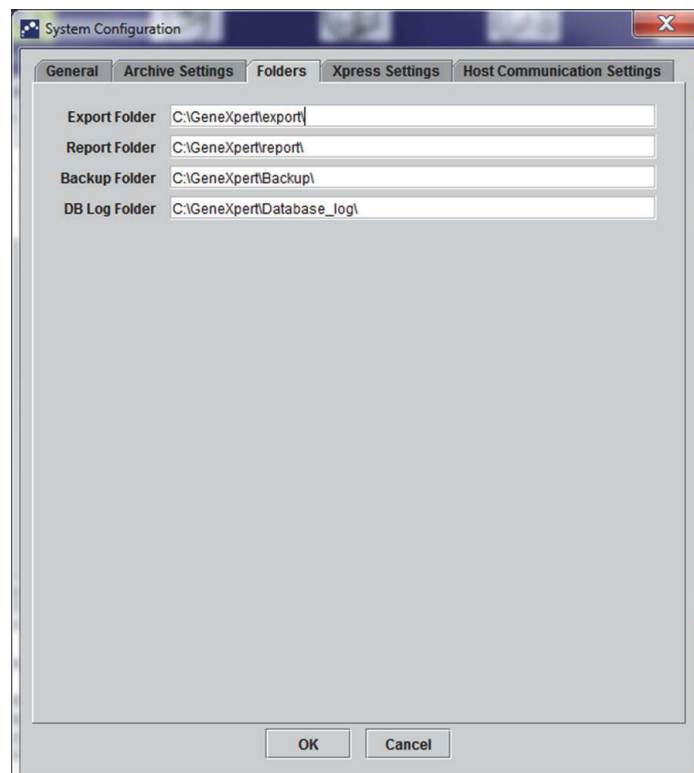 System Configuration
General Archive Settings Folders Xpress Settings Host Communication Settings
Export Folder C:\GeneXpert\export\
Report Folder C:\GeneXpert\report\
Backup Folder C:\GeneXpert\Backup\
DB Log Folder C:\GeneXpert\Database_log\
OK Cancel